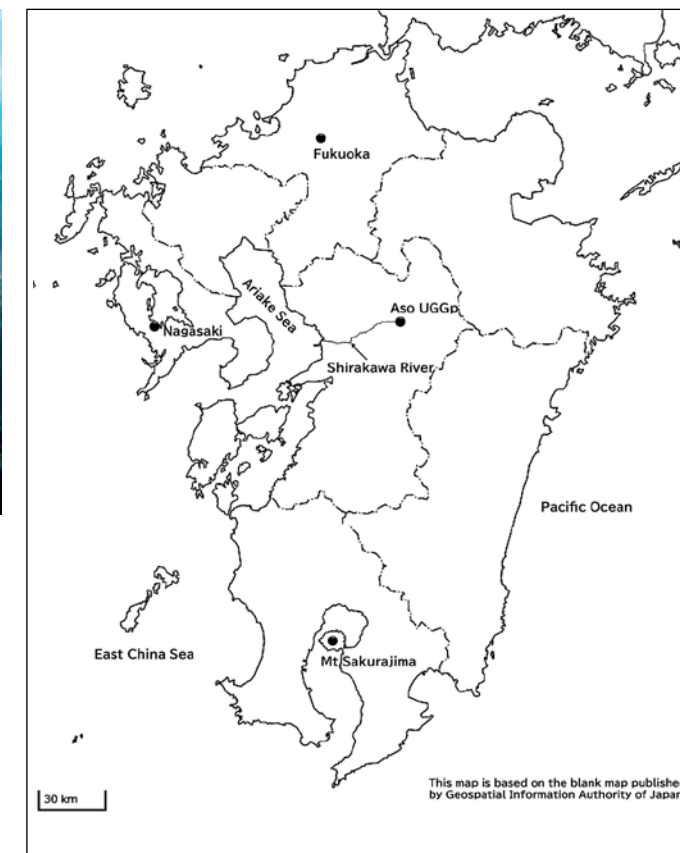 Fukuoka
Ariake Sea
Aso UGGp
Nagasaki
Shirakawa River
Pacific Ocean
East China Sea
Mt,Sakurajima
30 km
This map is based on the blank map published
by Geospatial Information Authority of Japan